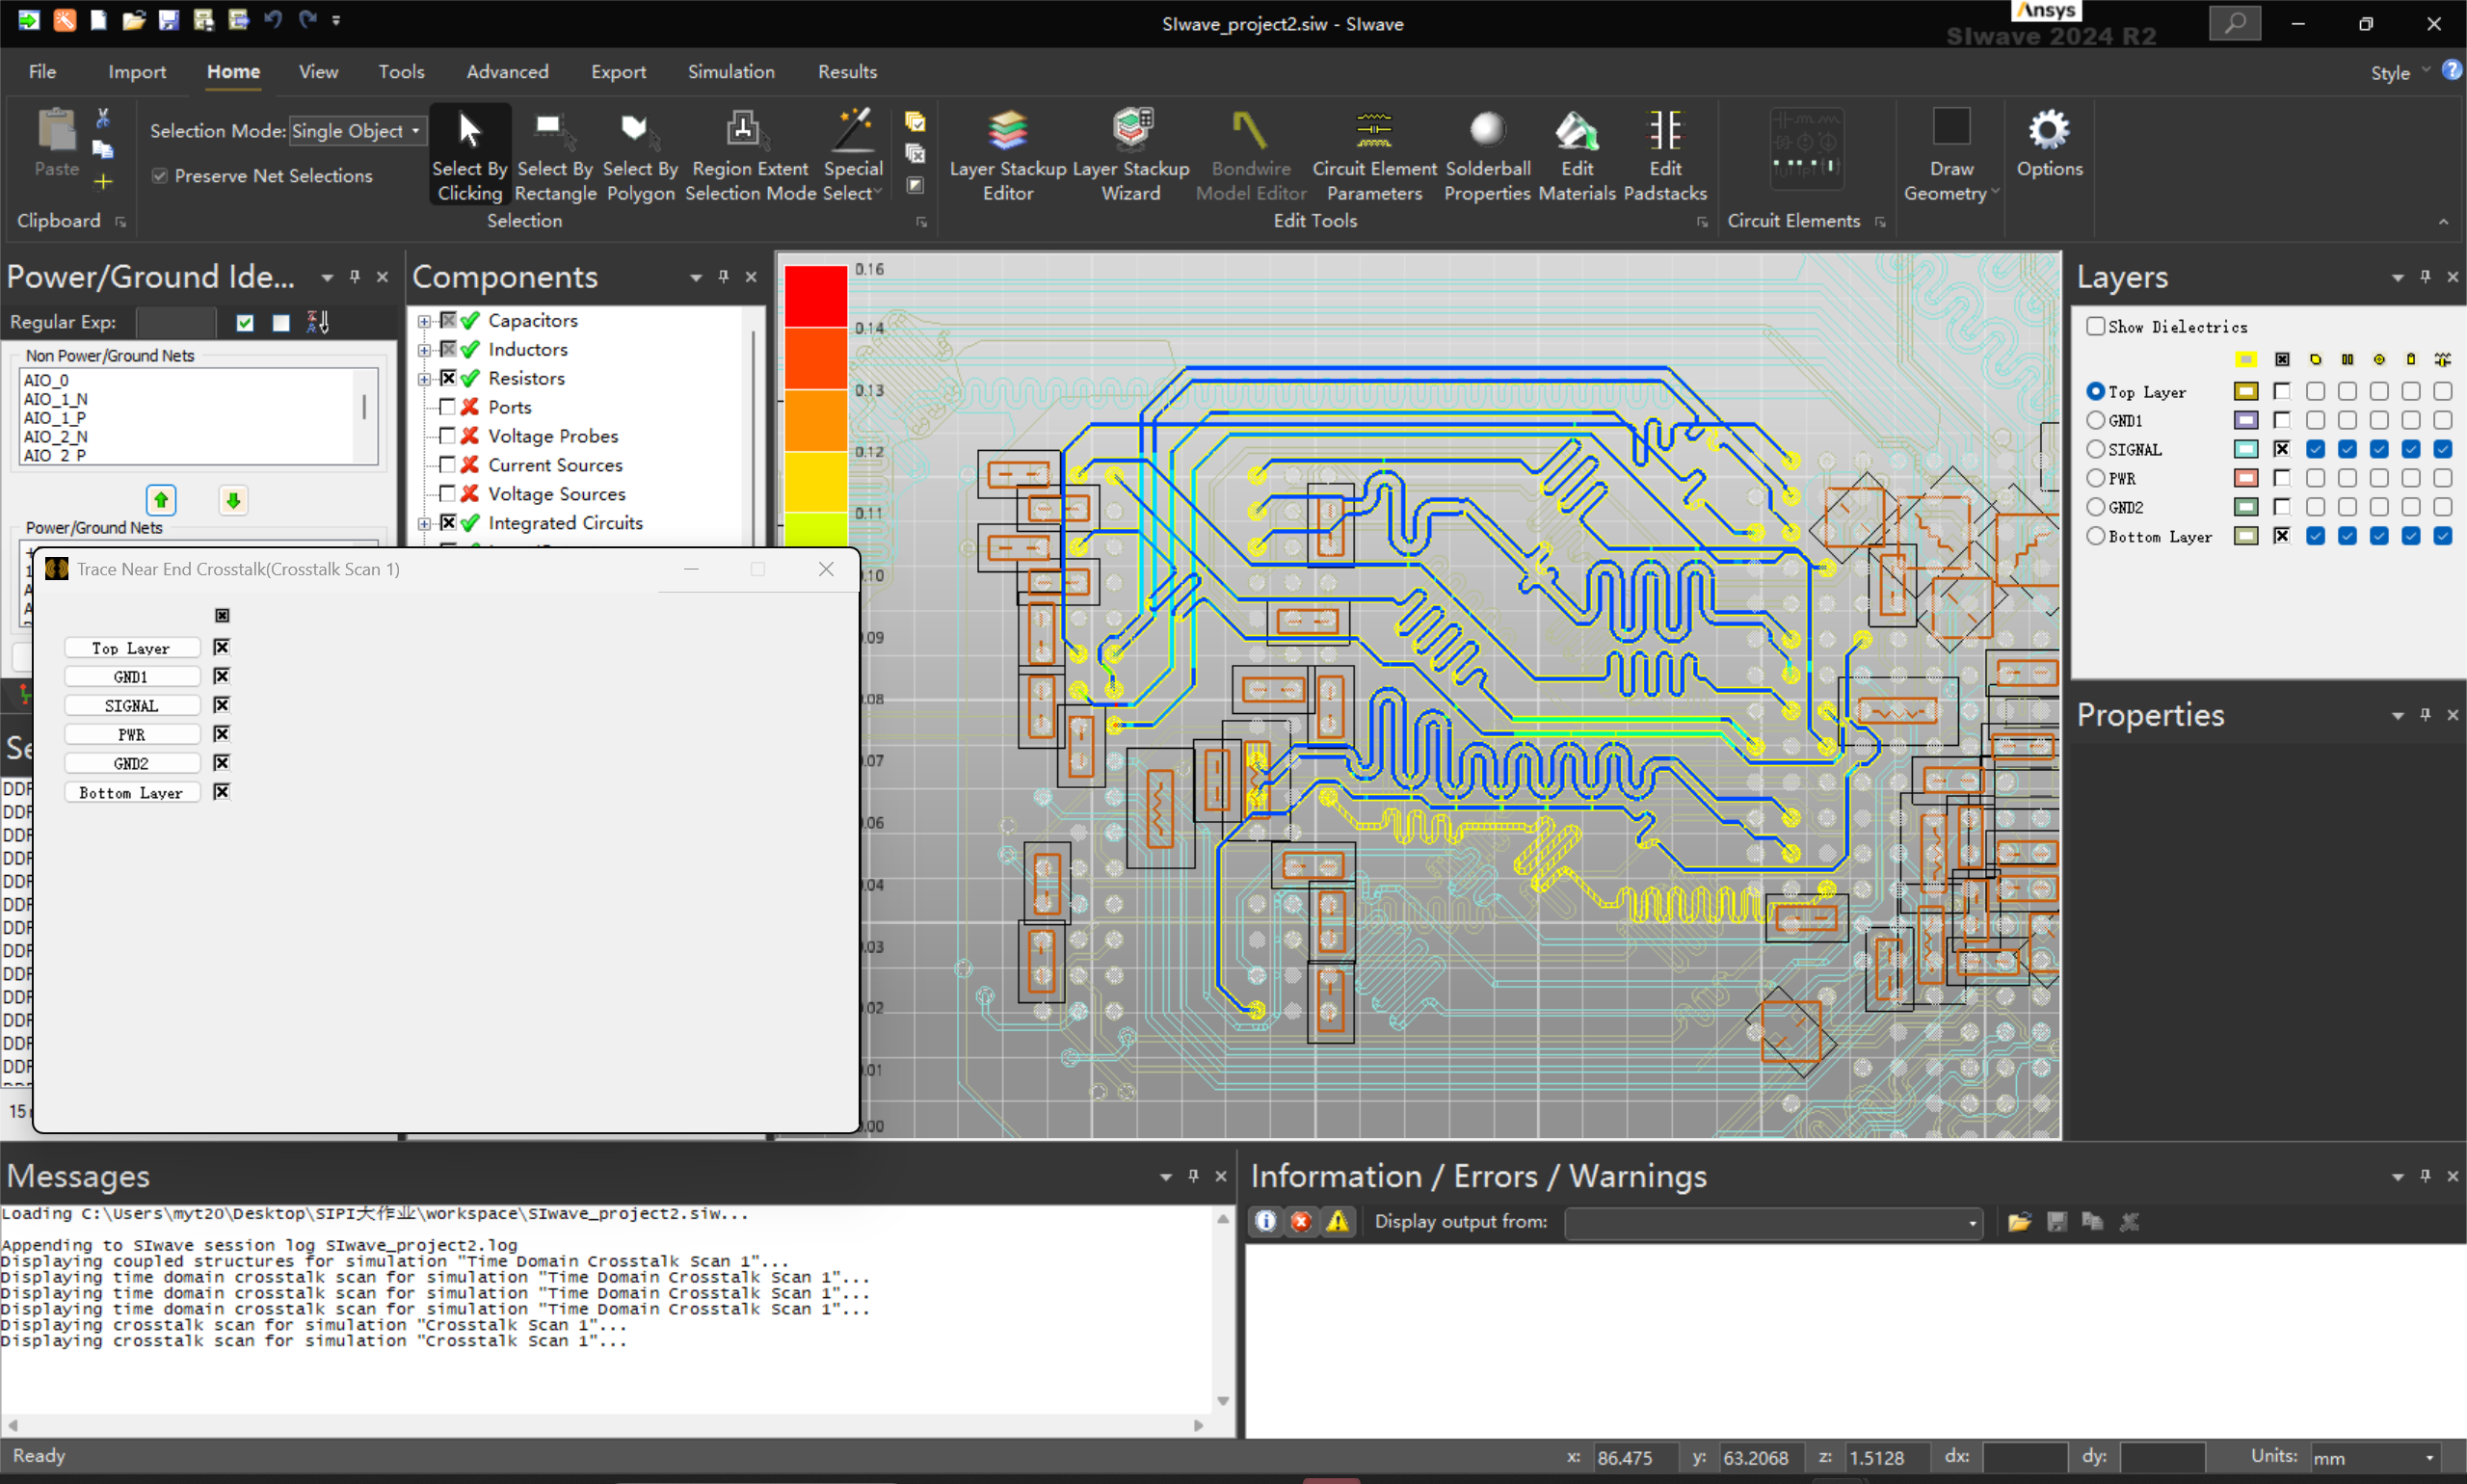 SIwave_project2.siw - SIwave
Ansys
SIwave 2024 R2
File Import Home View Tools Advanced Export Simulation Results
Style
Paste
Clipboard
Selection Mode: Single Object
Preserve Net Selections
Select By Clicking
Select By Rectangle
Select By Polygon
Region Extent Selection Mode
Special Select
Selection
Layer Stackup Editor
Layer Stackup Wizard
Bondwire Model Editor
Circuit Element Parameters
Solderball Properties
Edit Materials
Edit Padstacks
Edit Tools
Circuit Elements
Draw Geometry
Options
Power/Ground Ide...
Regular Exp:
Non Power/Ground Nets
AIO_0
AIO_1_N
AIO_1_P
AIO_2_N
AIO_2_P
Power/Ground Nets
Components
Capacitors
Inductors
Resistors
Ports
Voltage Probes
Current Sources
Voltage Sources
Integrated Circuits
0.16
0.14
0.13
0.12
0.11
0.10
0.09
0.08
0.07
0.06
0.04
0.03
0.02
0.01
0.00
Trace Near End Crosstalk(Crosstalk Scan 1)
Top Layer
GND1
SIGNAL
PWR
GND2
Bottom Layer
Layers
Show Dielectrics
Top Layer
GND1
SIGNAL
PWR
GND2
Bottom Layer
Properties
Messages
Loading C:\Users\myt20\Desktop\SIPI大作业\workspace\SIwave_project2.siw...
Appending to SIwave session log SIwave_project2.log
Displaying coupled structures for simulation "Time Domain Crosstalk Scan 1"...
Displaying time domain crosstalk scan for simulation "Time Domain Crosstalk Scan 1"...
Displaying time domain crosstalk scan for simulation "Time Domain Crosstalk Scan 1"...
Displaying time domain crosstalk scan for simulation "Time Domain Crosstalk Scan 1"...
Displaying crosstalk scan for simulation "Crosstalk Scan 1"...
Displaying crosstalk scan for simulation "Crosstalk Scan 1"...
Information / Errors / Warnings
Display output from:
Ready
x: 86.475 y: 63.2068 z: 1.5128 dx: dy: Units: mm